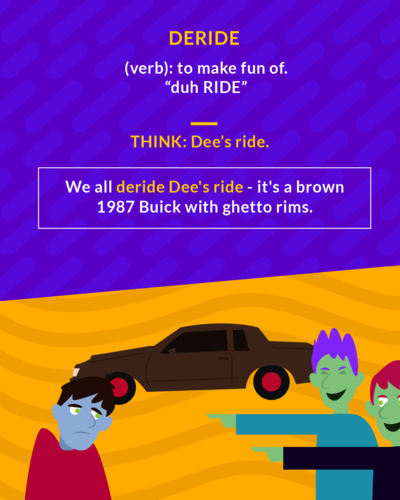 DERIDE
(verb): to make fun of.
“duh RIDE”
THINK: Dee’s ride.
We all deride Dee's ride - it's a brown
1987 Buick with ghetto rims.